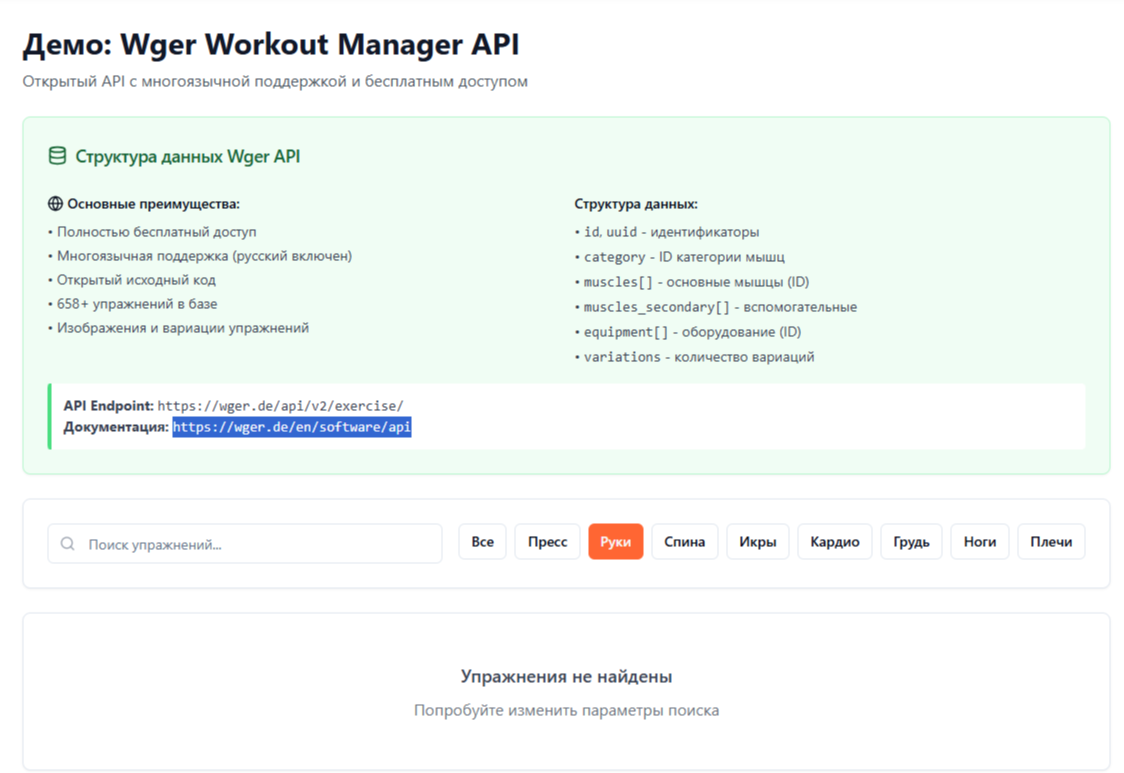 Демо: Wger Workout Manager API
Открытый API с многоязычной поддержкой и бесплатным доступом
Структура данных Wger API
Основные преимущества:
• Полностью бесплатный доступ
• Многоязычная поддержка (русский включен)
• Открытый исходный код
• 658+ упражнений в базе
• Изображения и вариации упражнений
Структура данных:
• id, uuid - идентификаторы
• category - ID категории мышц
• muscles[] - основные мышцы (ID)
• muscles_secondary[] - вспомогательные
• equipment[] - оборудование (ID)
• variations - количество вариаций
API Endpoint: https://wger.de/api/v2/exercise/
Документация: https://wger.de/en/software/api
Поиск упражнений... Все Пресс Руки Спина Икры Кардио Грудь Ноги Плечи
Упражнения не найдены
Попробуйте изменить параметры поиска